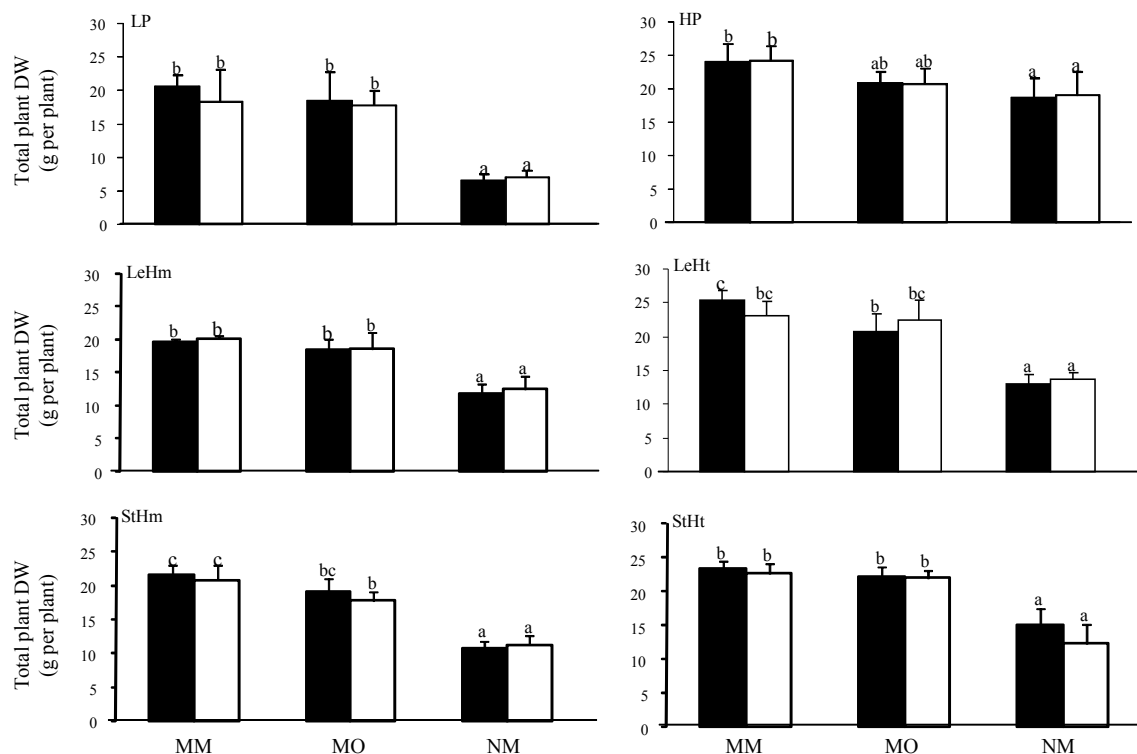 LP
Total plant DW
(g per plant)
30
25
20
15
10
5
0
b b b b a a
HP
30
25
20
15
10
5
0
b b ab ab a a
LeHm
Total plant DW
(g per plant)
30
25
20
15
10
5
0
b b b b a a
LeHt
30
25
20
15
10
5
0
c bc b bc a a
StHm
Total plant DW
(g per plant)
30
25
20
15
10
5
0
c c bc b a a
MM MO NM
StHt
30
25
20
15
10
5
0
b b b b a a
MM MO NM